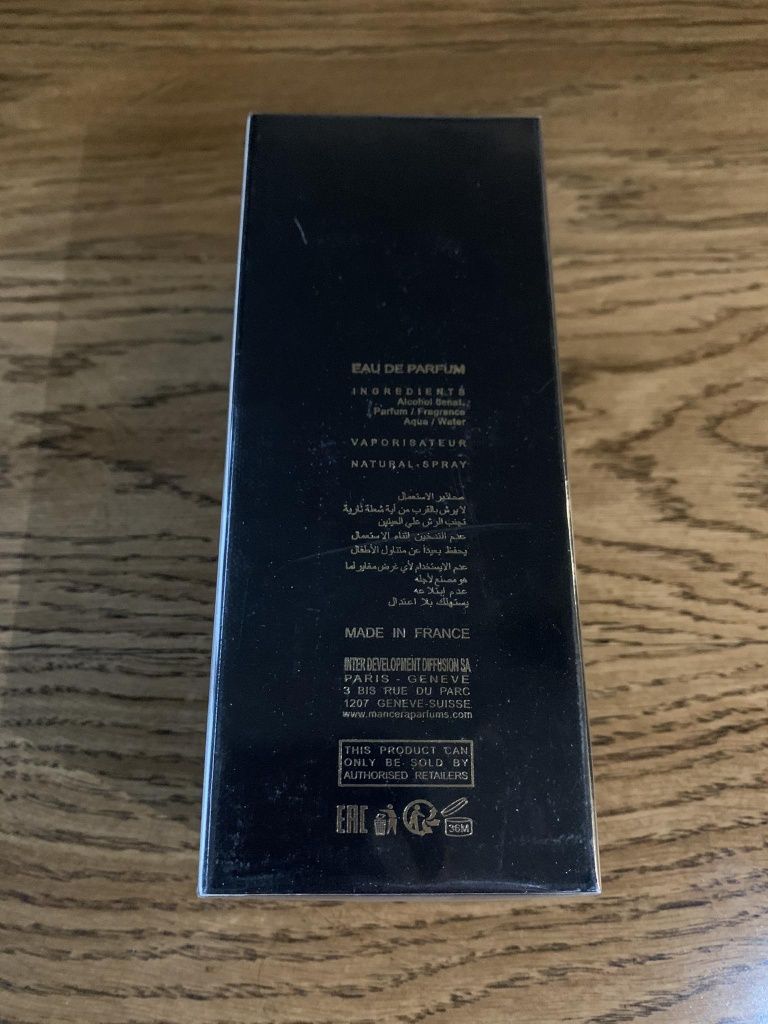 EAU DE PARFUM
INGREDIENTS
Alcohol Denat.,
Parfum / Fragrance
Aqua / Water
VAPORISATEUR
NATURAL-SPRAY
محاذير الاستعمال
لا يرش بالقرب من أية شعلة نارية
تجنب الرش علي العينين
عدم التدخين إثناء الاستعمال
يحفظ بعيدا عن متناول الأطفال
عدم الإستخدام لأي غرض مغاير لما
هو مصنع لأجله
عدم إبتلاعه
يستهلك بلا اعتدال
MADE IN FRANCE
INTER DEVELOPMENT DIFFUSION SA
PARIS - GENEVE
3 BIS RUE DU PARC
1207 GENEVE-SUISSE
www.manceraparfums.com
THIS PRODUCT CAN
ONLY BE SOLD BY
AUTHORISED RETAILERS
EAC
36M